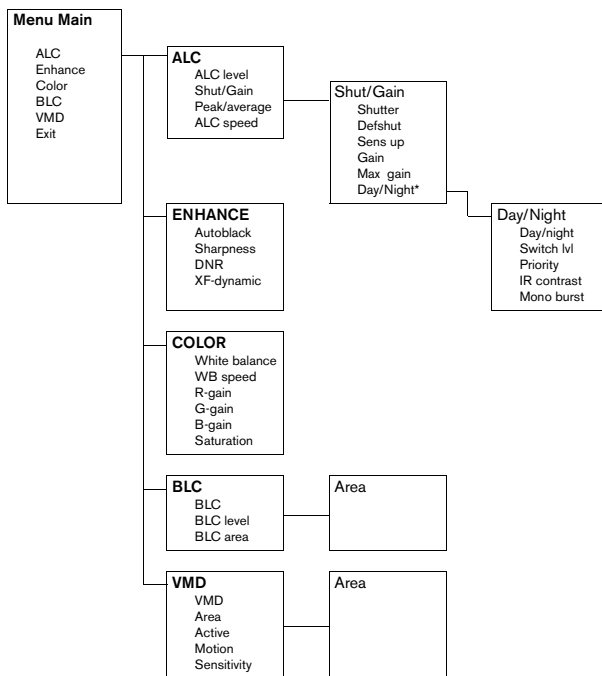 Menu Main
ALC
Enhance
Color
BLC
VMD
Exit
ALC
ALC level
Shut/Gain
Peak/average
ALC speed
Shut/Gain
Shutter
Defshut
Sens up
Gain
Max gain
Day/Night*
Day/Night
Day/night
Switch lvl
Priority
IR contrast
Mono burst
ENHANCE
Autoblack
Sharpness
DNR
XF-dynamic
COLOR
White balance
WB speed
R-gain
G-gain
B-gain
Saturation
BLC
BLC
BLC level
BLC area
Area
VMD
VMD
Area
Active
Motion
Sensitivity
Area